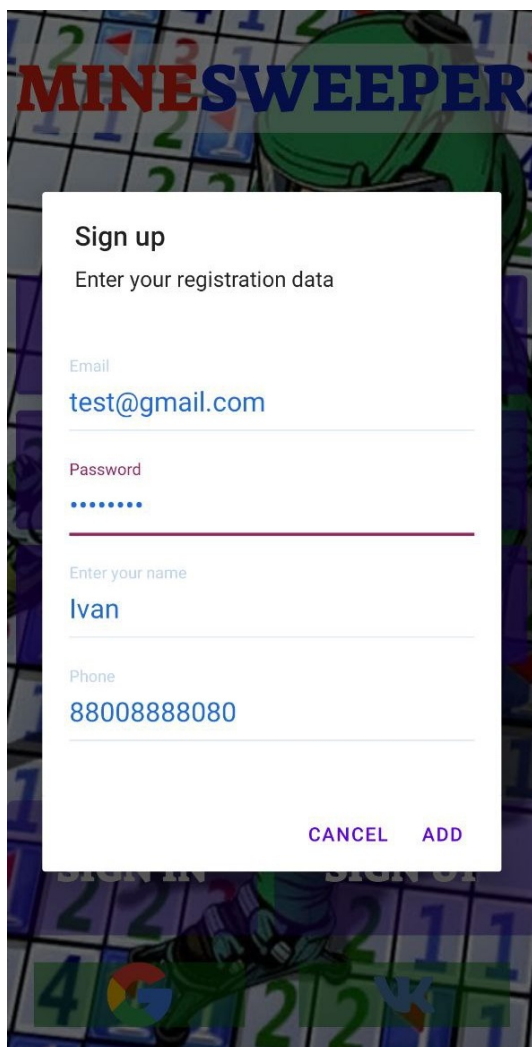 MINESWEEPER
Sign up
Enter your registration data
Email
test@gmail.com
Password
••••••••
Enter your name
Ivan
Phone
88008888080
CANCEL ADD
SIGN IN SIGN UP